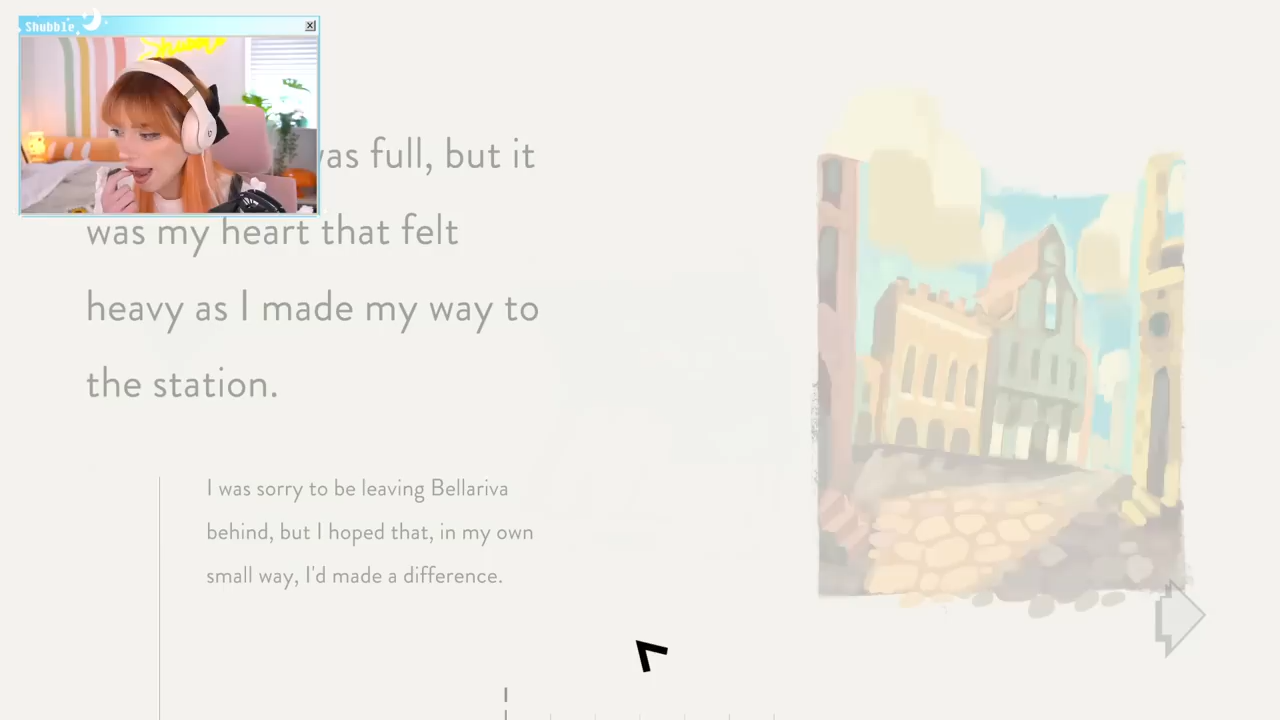 Shubble
Shubble
was full, but it
was my heart that felt
heavy as I made my way to
the station.
I was sorry to be leaving Bellariva
behind, but I hoped that, in my own
small way, I'd made a difference.